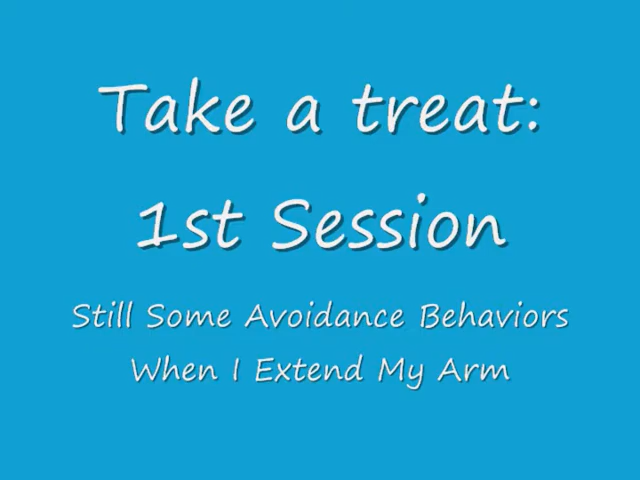 Take a treat:
1st Session
Still Some Avoidance Behaviors
When I Extend My Arm